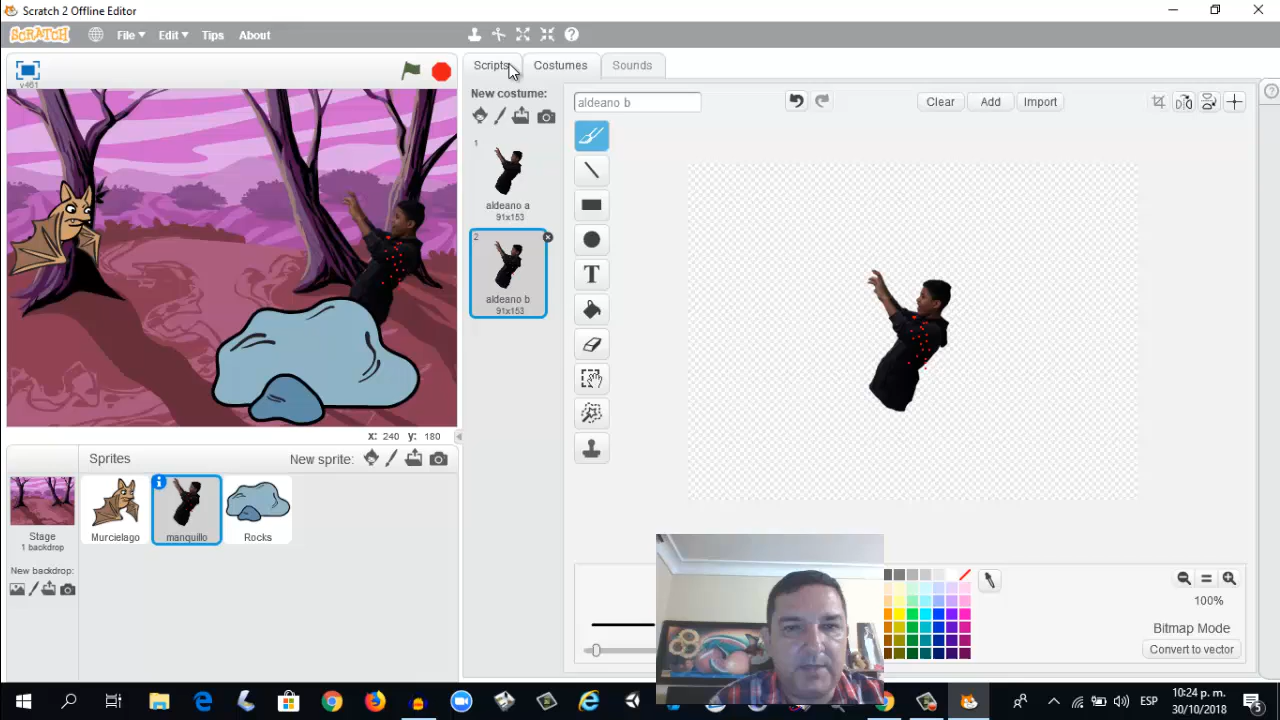 Scratch 2 Offline Editor
SCRATCH File Edit Tips About
v461
Scripts Costumes Sounds
New costume:
1
aldeano a
91x153
2
aldeano b
91x153
aldeano b
Clear Add Import
T
x: 240 y: 180
Sprites New sprite:
Stage
1 backdrop
New backdrop:
Murcielago
manquillo
Rocks
100%
Bitmap Mode
Convert to vector
ESP
10:24 p. m.
30/10/2018
5